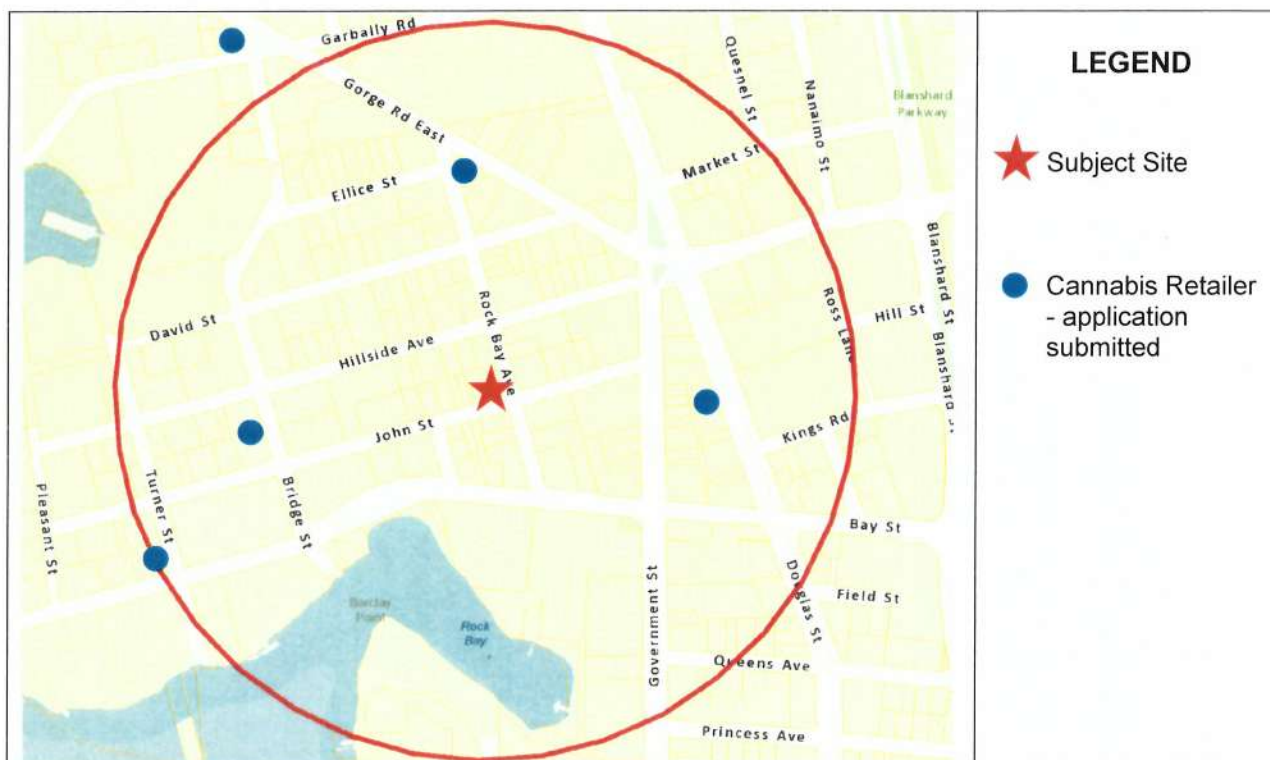 Garbally Rd
Gorge Rd East
Quesnel St
Nanaimo St
Blanshard
Parkway
Market St
Ellice St
Blanshard St
David St
Rock Bay Ave
Ross Lane
Hill St
Hillside Ave
Blanshard St
John St
Kings Rd
Pleasant St
Turner St
Bridge St
Bay St
Barclay
Point
Rock
Bay
Government St
Douglas St
Field St
Queens Ave
Princess Ave
LEGEND
Subject Site
Cannabis Retailer
- application
submitted